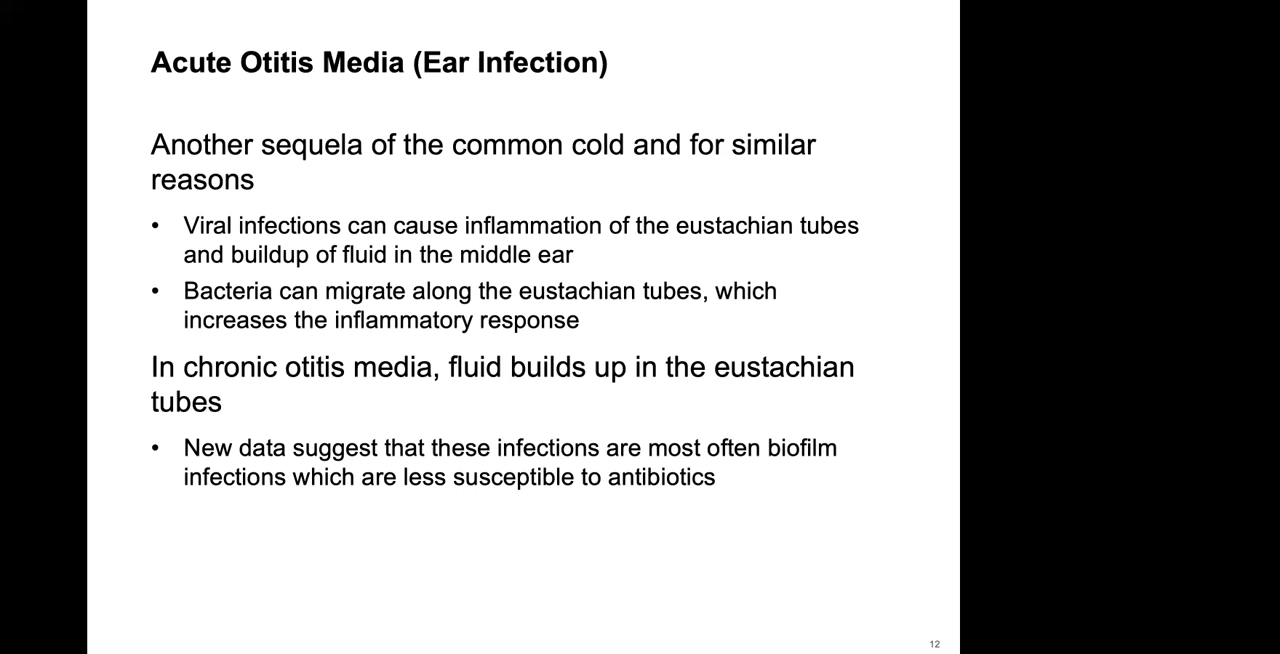 Acute Otitis Media (Ear Infection)
Another sequela of the common cold and for similar
reasons
• Viral infections can cause inflammation of the eustachian tubes
and buildup of fluid in the middle ear
• Bacteria can migrate along the eustachian tubes, which
increases the inflammatory response
In chronic otitis media, fluid builds up in the eustachian
tubes
• New data suggest that these infections are most often biofilm
infections which are less susceptible to antibiotics
12